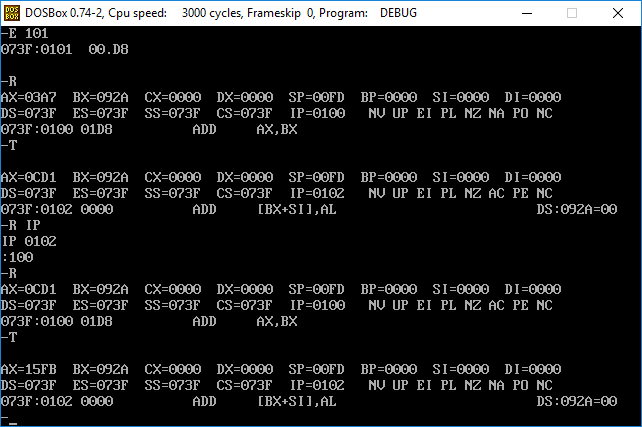 DOSBox 0.74-2, Cpu speed: 3000 cycles, Frameskip 0, Program: DEBUG
-E 101
073F:0101 00.D8
-R
AX=03A7 BX=092A CX=0000 DX=0000 SP=00FD BP=0000 SI=0000 DI=0000
DS=073F ES=073F SS=073F CS=073F IP=0100 NV UP EI PL NZ NA PO NC
073F:0100 01D8 ADD AX,BX
-T
AX=0CD1 BX=092A CX=0000 DX=0000 SP=00FD BP=0000 SI=0000 DI=0000
DS=073F ES=073F SS=073F CS=073F IP=0102 NV UP EI PL NZ AC PE NC
073F:0102 0000 ADD [BX+SI],AL DS:092A=00
-R IP
IP 0102
:100
-R
AX=0CD1 BX=092A CX=0000 DX=0000 SP=00FD BP=0000 SI=0000 DI=0000
DS=073F ES=073F SS=073F CS=073F IP=0100 NV UP EI PL NZ AC PE NC
073F:0100 01D8 ADD AX,BX
-T
AX=15FB BX=092A CX=0000 DX=0000 SP=00FD BP=0000 SI=0000 DI=0000
DS=073F ES=073F SS=073F CS=073F IP=0102 NV UP EI PL NZ NA PO NC
073F:0102 0000 ADD [BX+SI],AL DS:092A=00
-_